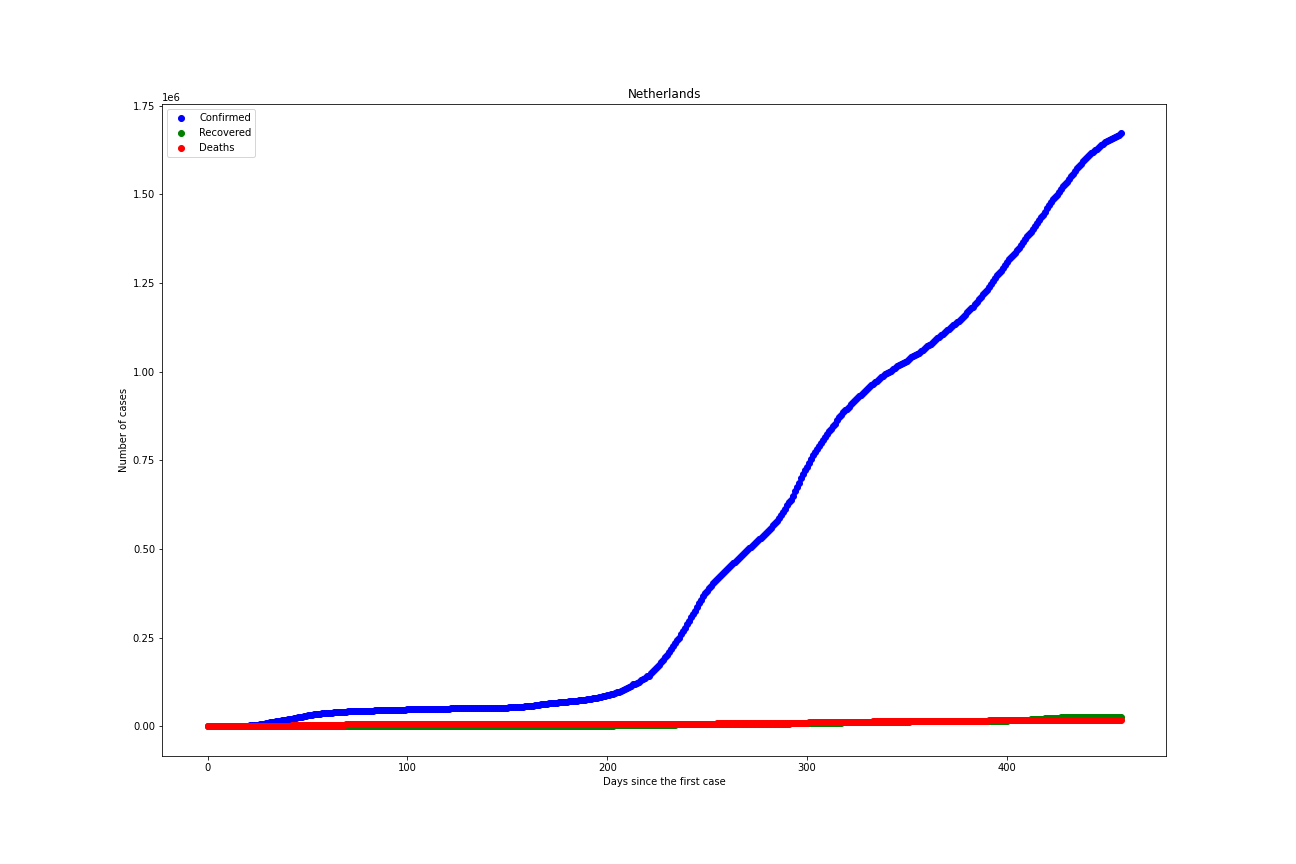 Netherlands
1e6
1.75
1.50
1.25
1.00
0.75
0.50
0.25
0.00
Number of cases
Confirmed
Recovered
Deaths
0 100 200 300 400
Days since the first case